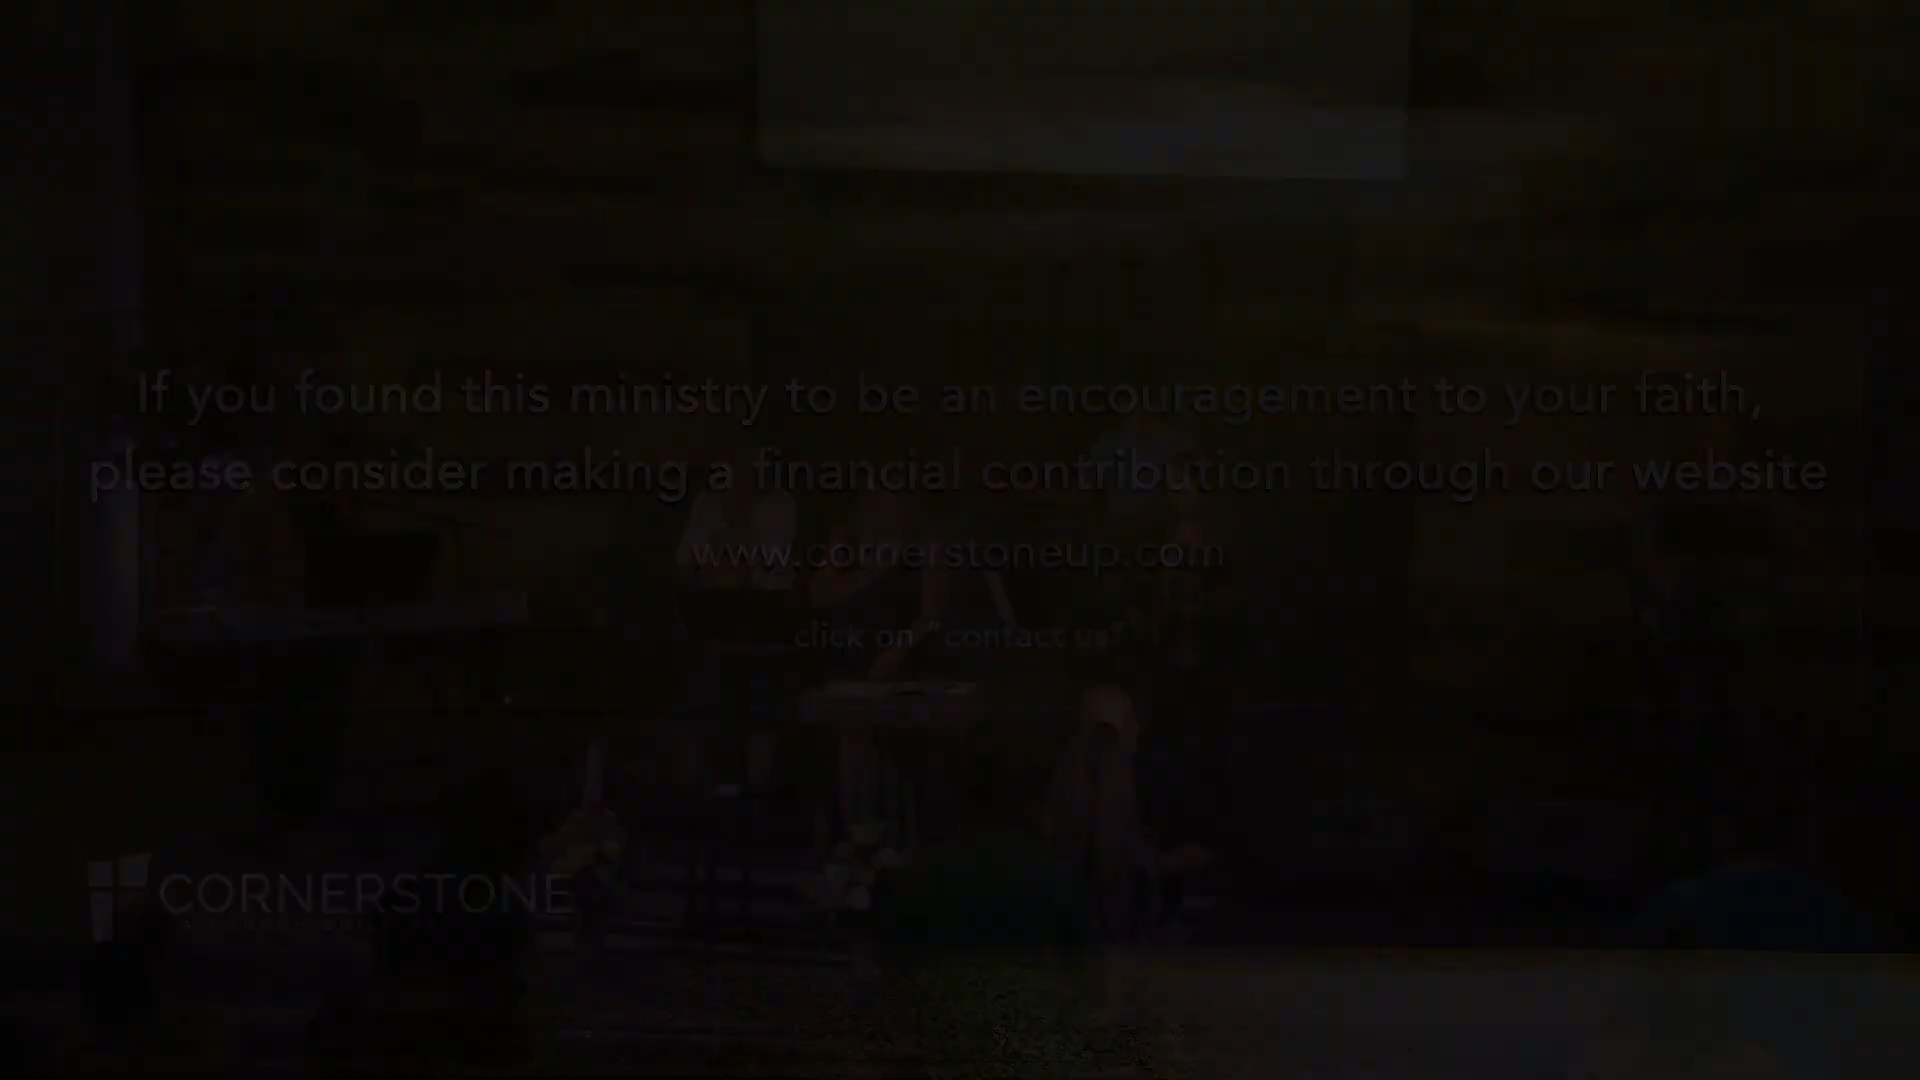 If you found this ministry to be an encouragement to your faith,
please consider making a financial contribution through our website
www.cornerstoneup.com
click on "contact us"
CORNERSTONE